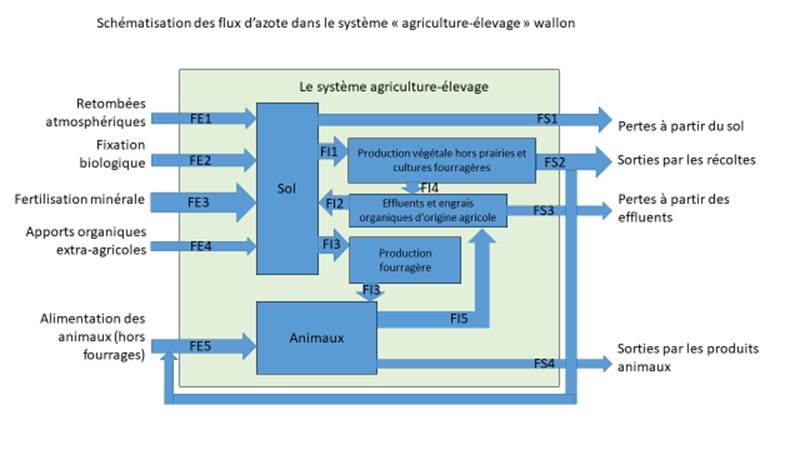 Schématisation des flux d'azote dans le système « agriculture-élevage » wallon
Le système agriculture-élevage
Retombées
atmosphériques
FE1
FS1
Pertes à partir du sol
Fixation
biologique
FE2
FI1
Production végétale hors prairies et
cultures fourragères
FS2
Sorties par les récoltes
Sol
FI4
Fertilisation minérale
FE3
FI2
Effluents et engrais
organiques d'origine agricole
FS3
Pertes à partir des
effluents
Apports organiques
extra-agricoles
FE4
FI3
Production
fourragère
FI3
Alimentation des
animaux (hors
fourrages)
FE5
Animaux
FI5
FS4
Sorties par les produits
animaux